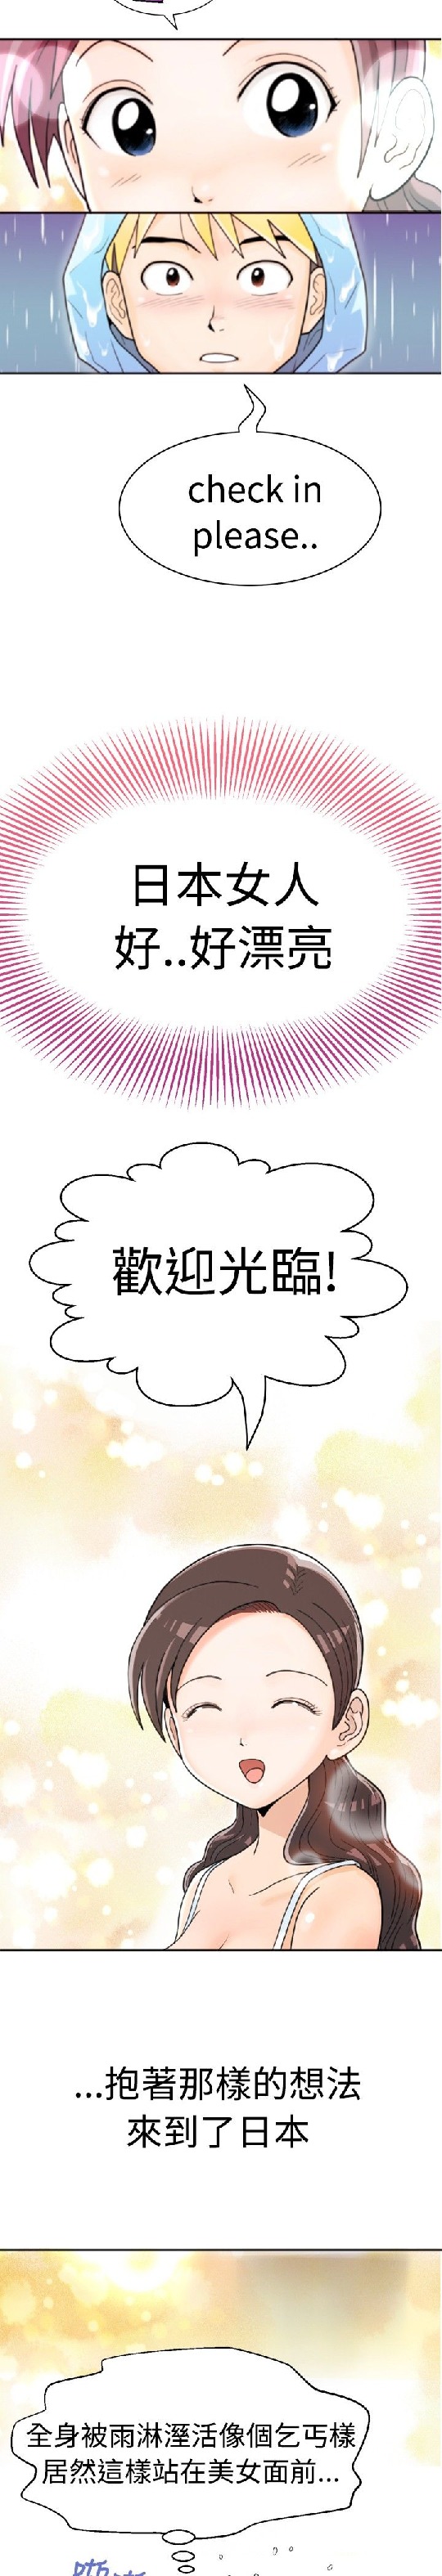 check in
please..
日本女人
好..好漂亮
歡迎光臨!
...抱著那樣的想法
來到了日本
全身被雨淋溼活像個乞丐樣
居然這樣站在美女面前...